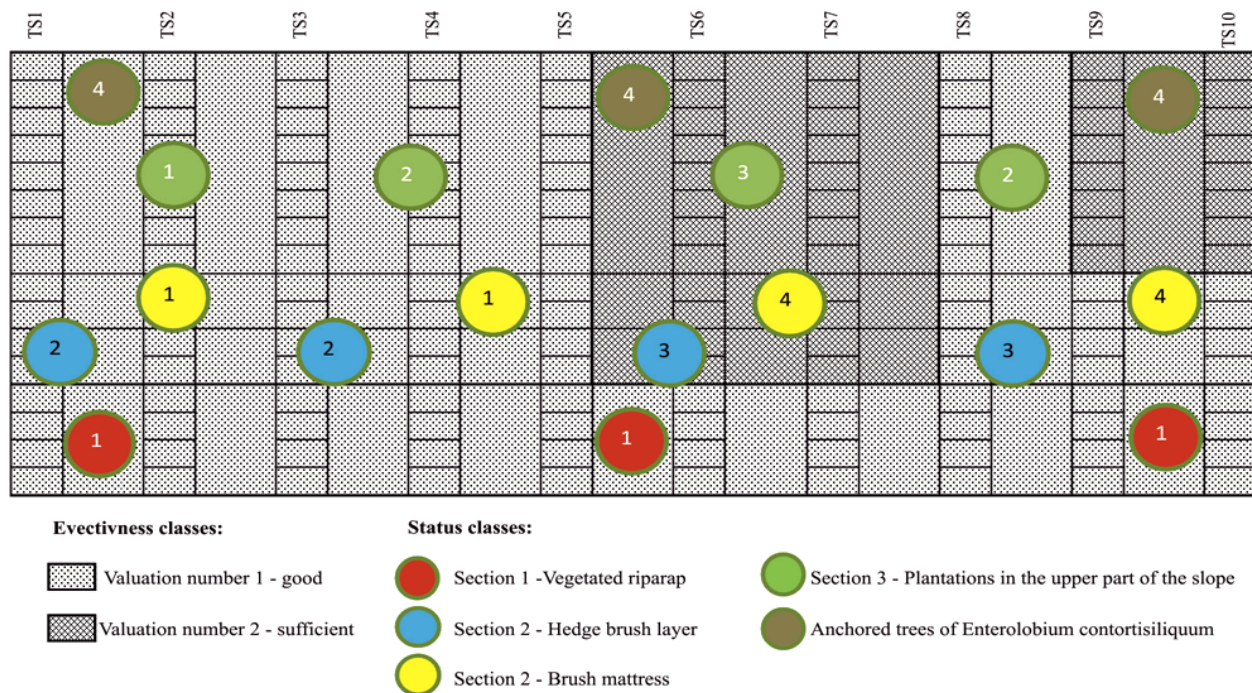 TS1 TS2 TS3 TS4 TS5 TS6 TS7 TS8 TS9 TS10
4 4 4
1 2 3 2
1 1 4 4
2 2 3 3
1 1 1
Evectivness classes:
Valuation number 1 - good
Valuation number 2 - sufficient
Status classes:
Section 1 -Vegetated riparap
Section 2 - Hedge brush layer
Section 2 - Brush mattress
Section 3 - Plantations in the upper part of the slope
Anchored trees of Enterolobium contortisiliquum